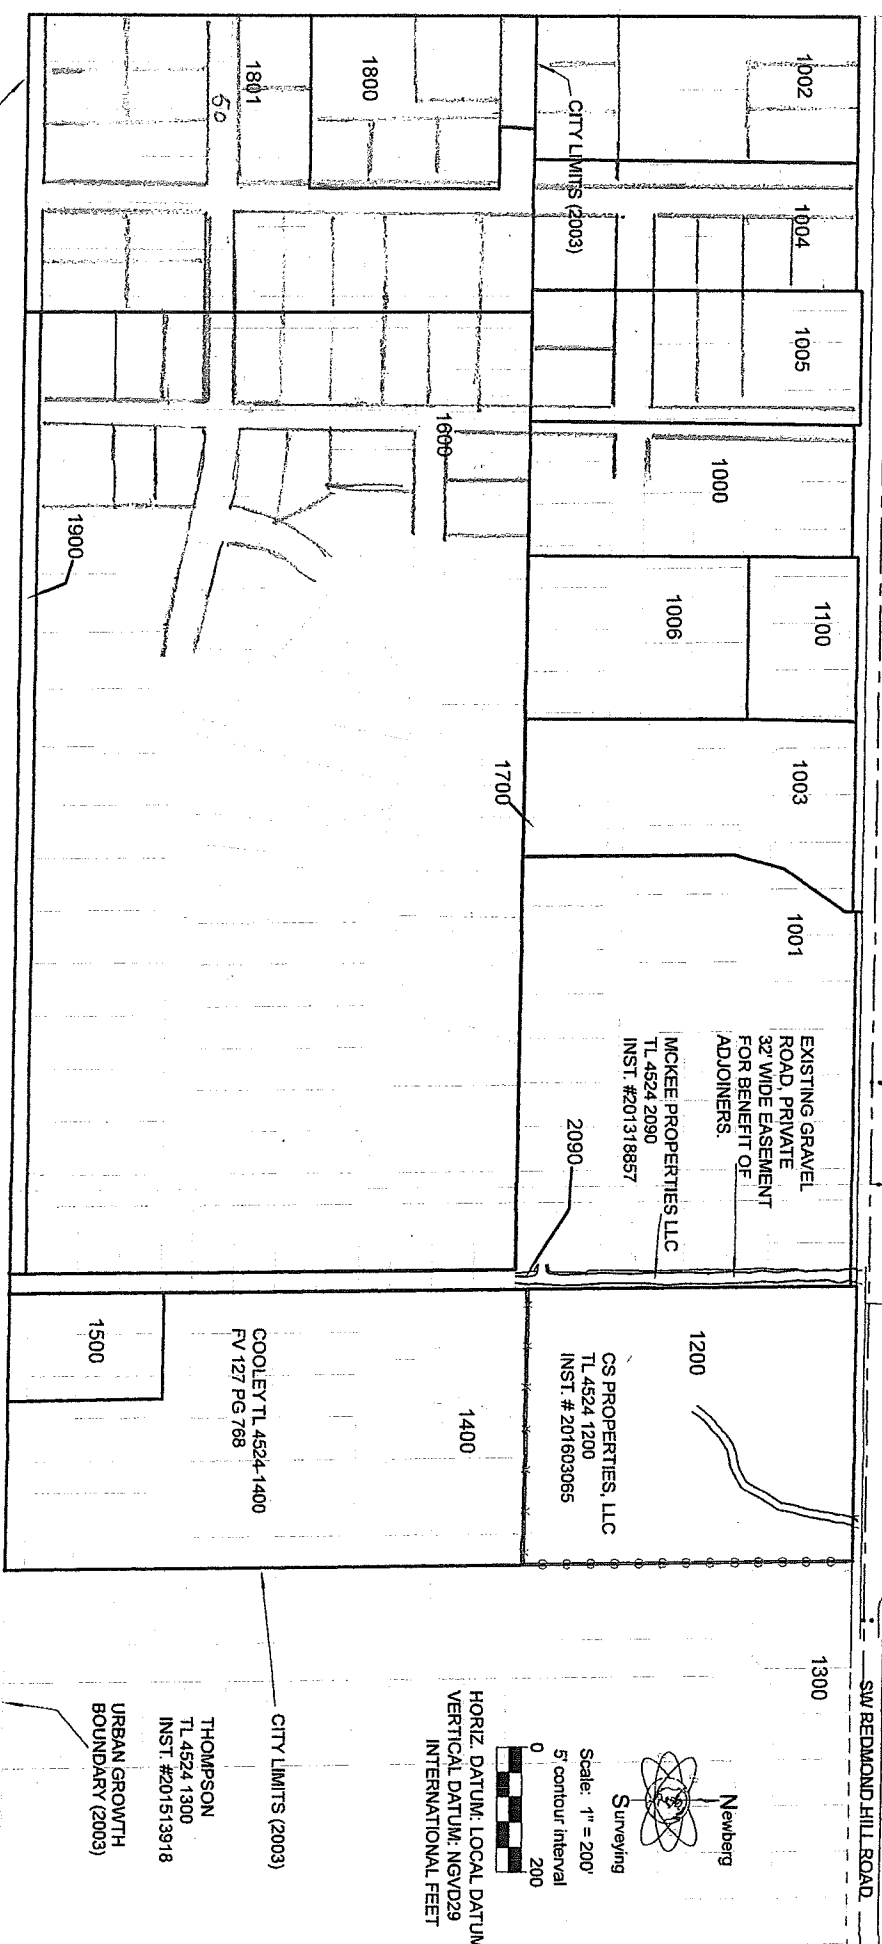 SW REDMOND HILL ROAD
1002
1004
1005
1000
1100
1006
1003
1001
1801
1800
60
CITY LIMITS (2003)
1600
1900
1700
EXISTING GRAVEL
ROAD, PRIVATE
32' WIDE EASEMENT
FOR BENEFIT OF
ADJOINERS.
MCKEE PROPERTIES LLC
TL 4524 2090
INST. #201318857
2090
1200
CS PROPERTIES, LLC
TL 4524 1200
INST. # 201603065
1400
COOLEY TL 4524-1400
FV 127 PG 768
1500
1300
Newberg
Surveying
Scale: 1" = 200'
5' contour interval
0 200
HORIZ. DATUM: LOCAL DATUM
VERTICAL DATUM: NGVD29
INTERNATIONAL FEET
CITY LIMITS (2003)
THOMPSON
TL 4524 1300
INST. #201513918
URBAN GROWTH
BOUNDARY (2003)